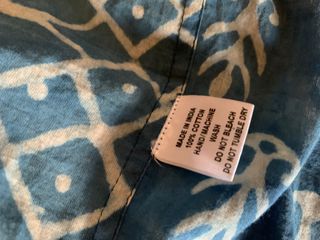 MADE IN INDIA
100% COTTON
HAND/MACHINE
WASH
DO NOT BLEACH
DO NOT TUMBLE DRY